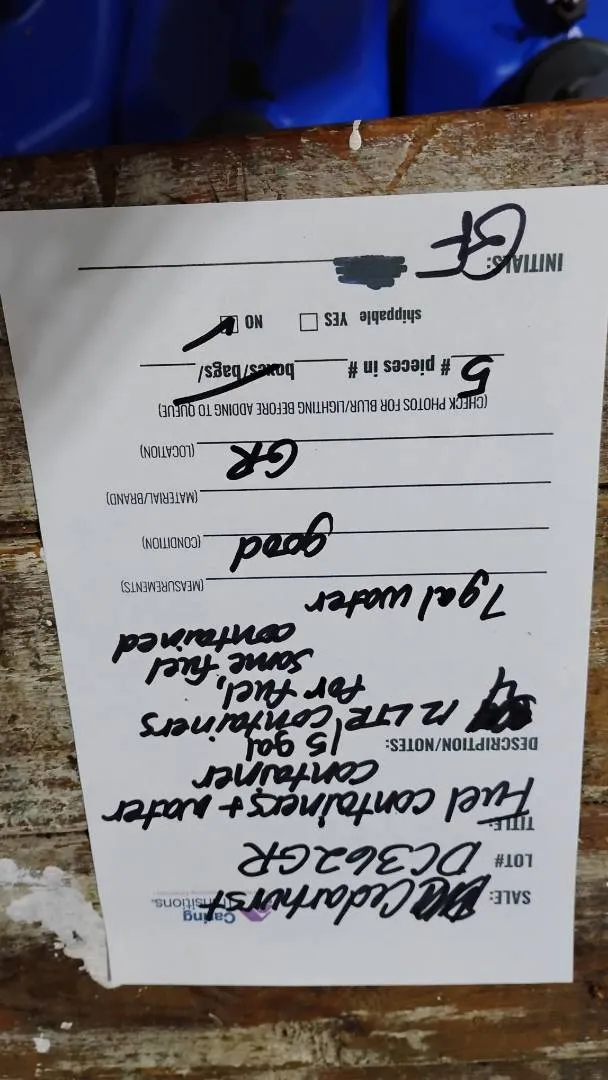 Caring
Transitions.
SALE: Cedarhurst
LOT# DC362GR
TITLE: Fuel containers + water
container
DESCRIPTION/NOTES: 15 gal
4 12 LTR containers
for fuel,
some fuel
contained
7 gal water
(MEASUREMENTS)
good (CONDITION)
(MATERIAL/BRAND)
GR (LOCATION)
(CHECK PHOTOS FOR BLUR/LIGHTING BEFORE ADDING TO QUEUE)
5 # pieces in # boxes/bags/
shippable YES NO
INITIALS: GF